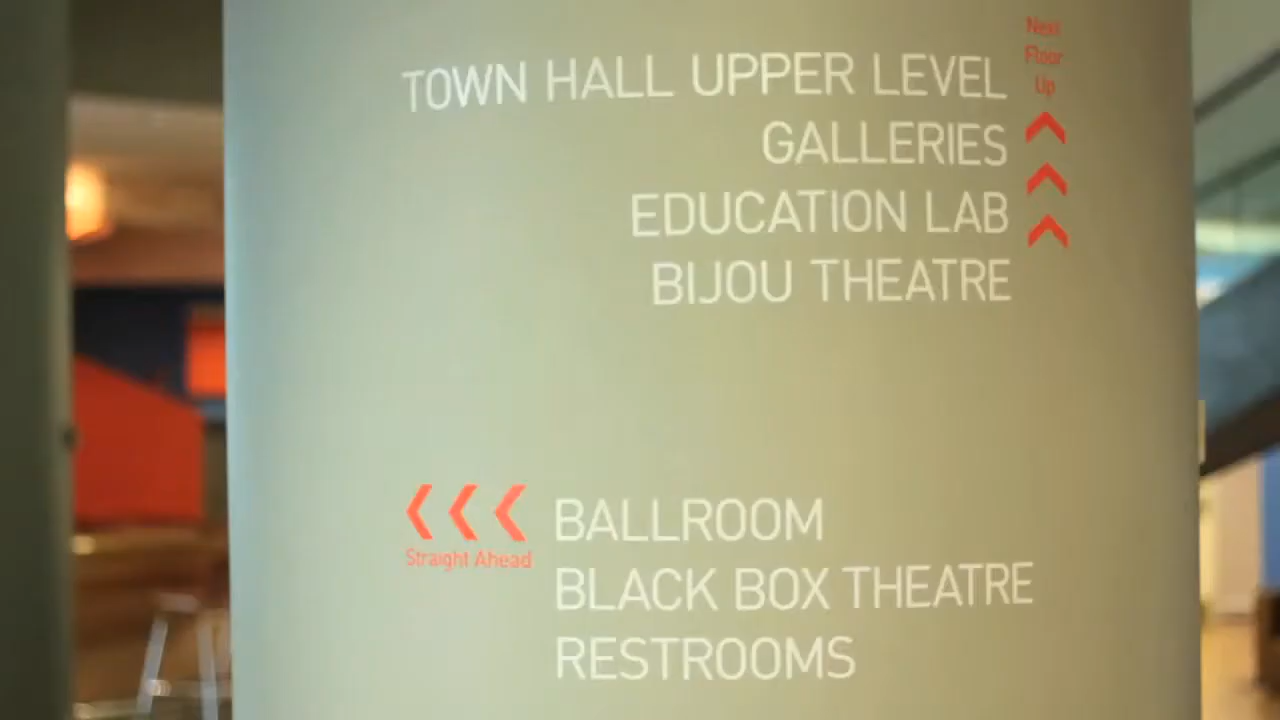 Next
Floor
Up
TOWN HALL UPPER LEVEL
GALLERIES
EDUCATION LAB
BIJOU THEATRE
BALLROOM
Straight Ahead
BLACK BOX THEATRE
RESTROOMS